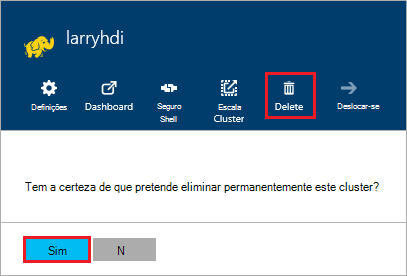 larryhdi
Definições Dashboard Seguro Shell Escala Cluster Delete Deslocar-se
Tem a certeza de que pretende eliminar permanentemente este cluster?
Sim N